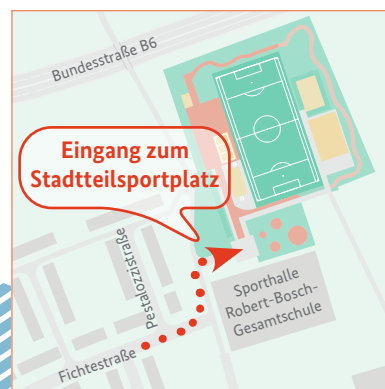 Bundesstraße B6
Eingang zum
Stadtteilsportplatz
Pestalozzistraße
Sporthalle
Robert-Bosch-
Gesamtschule
Fichtestraße